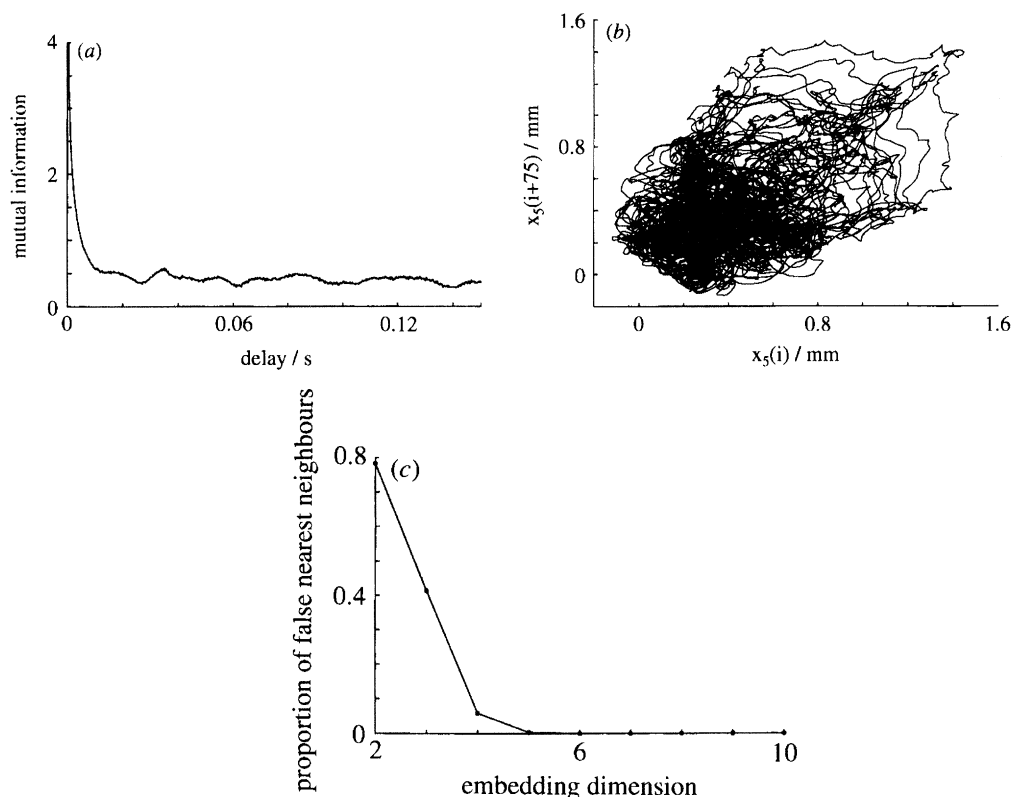 (a)
4
2
0
0
0.06
0.12
mutual information
delay / s
(b)
1.6
0.8
0
0
0.8
1.6
x₅(i+75) / mm
x₅(i) / mm
(c)
0.8
0.4
0
2
6
10
proportion of false nearest neighbours
embedding dimension